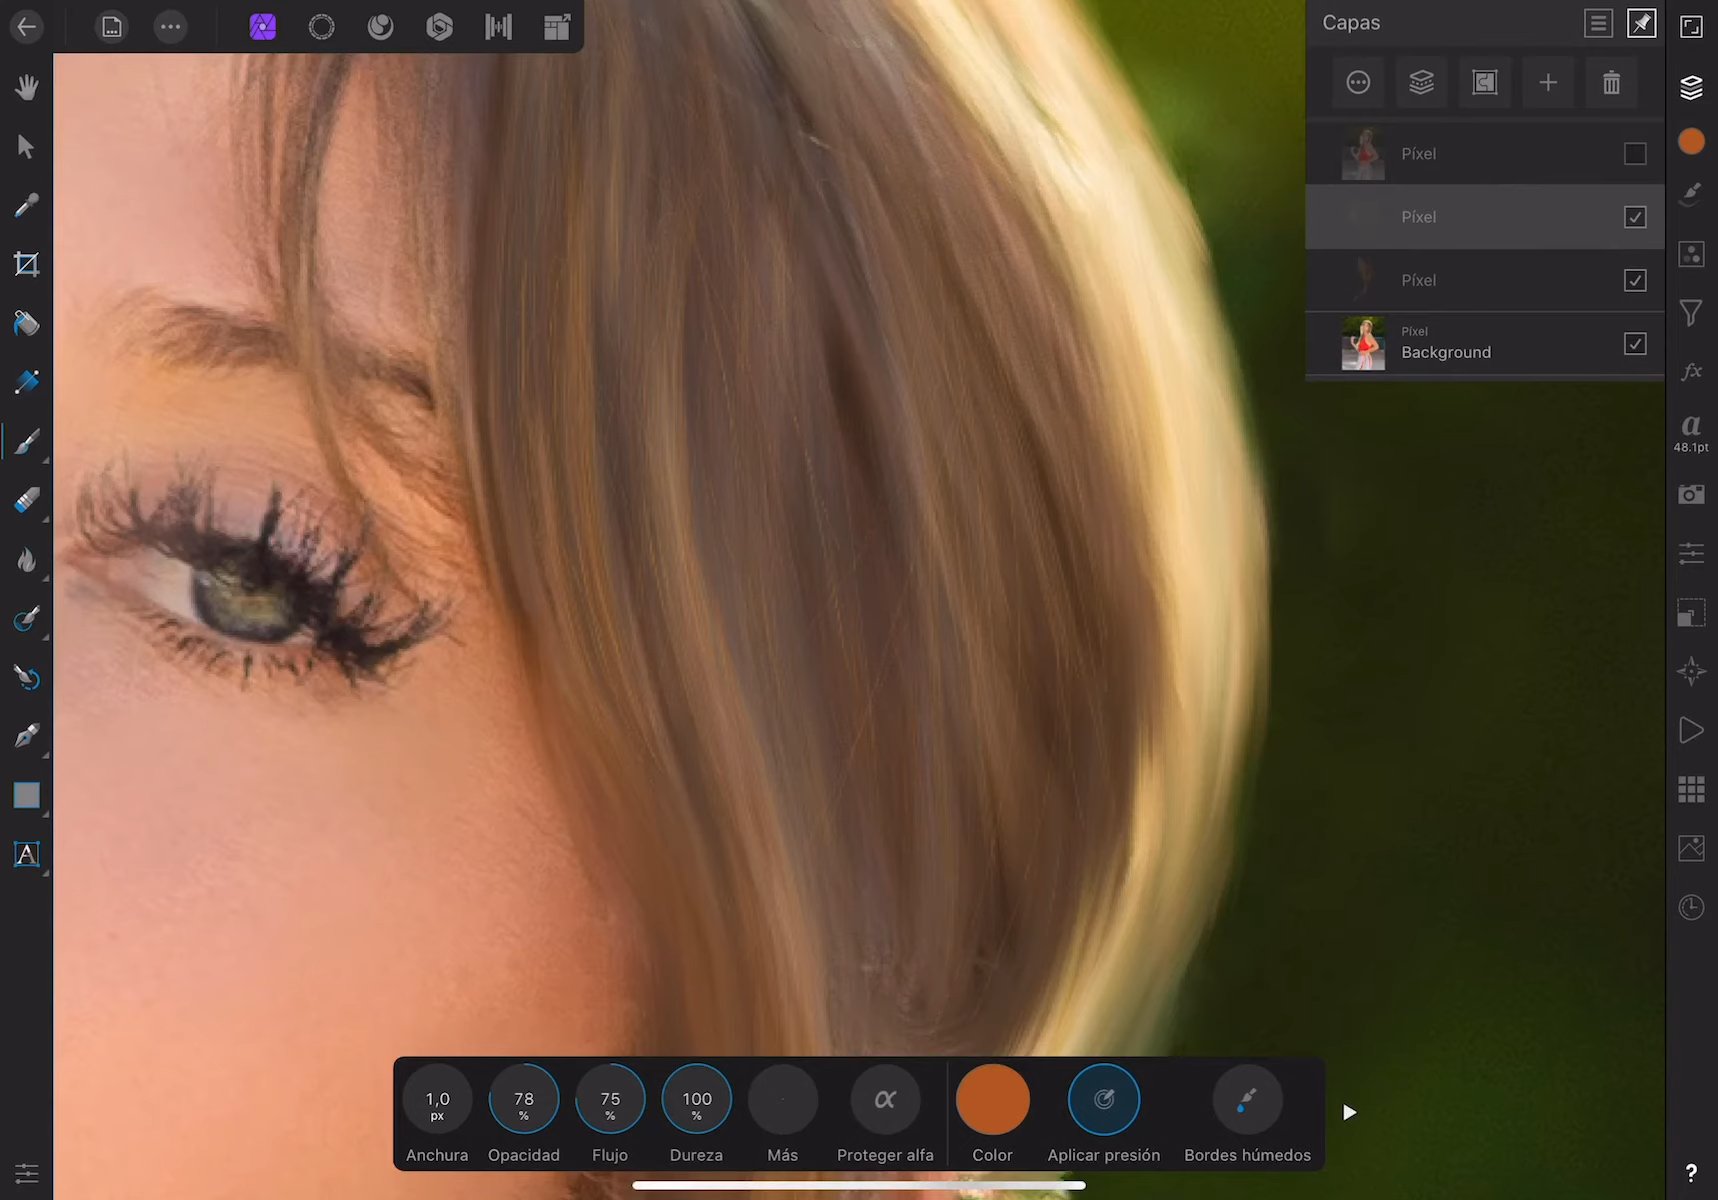 Capas
Píxel
Píxel
Píxel
Píxel
Background
fx
a
48.1pt
A
1,0
px
78
%
75
%
100
%
α
Anchura
Opacidad
Flujo
Dureza
Más
Proteger alfa
Color
Aplicar presión
Bordes húmedos
?